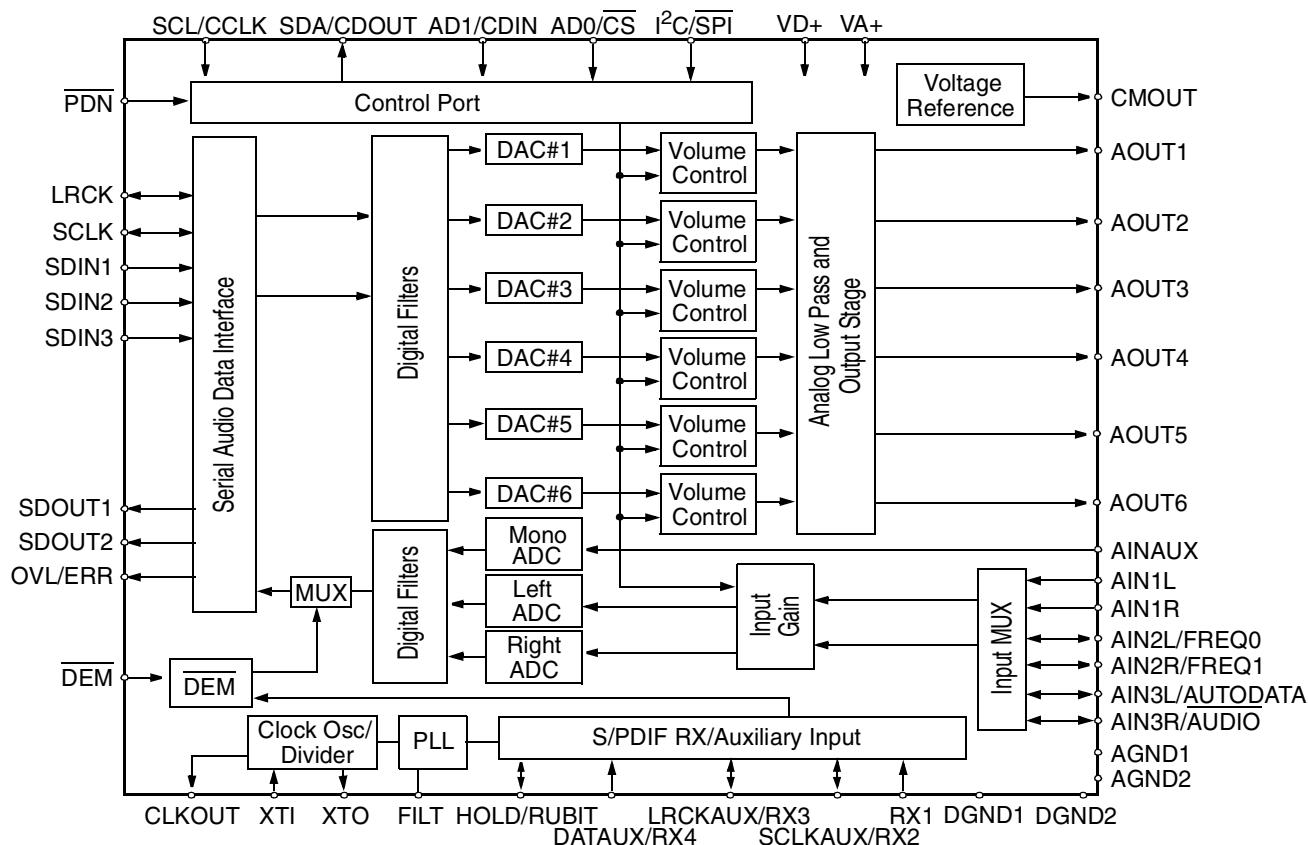 SCL/CCLK SDA/CDOUT AD1/CDIN AD0/CS I²C/SPI VD+ VA+
PDN
Control Port
Voltage
Reference
CMOUT
LRCK
SCLK
SDIN1
SDIN2
SDIN3
SDOUT1
SDOUT2
OVL/ERR
Serial Audio Data Interface
Digital Filters
DAC#1
DAC#2
DAC#3
DAC#4
DAC#5
DAC#6
Volume
Control
Volume
Control
Volume
Control
Volume
Control
Volume
Control
Volume
Control
Analog Low Pass and
Output Stage
AOUT1
AOUT2
AOUT3
AOUT4
AOUT5
AOUT6
MUX
Digital Filters
Mono
ADC
Left
ADC
Right
ADC
Input
Gain
Input MUX
AINAUX
AIN1L
AIN1R
AIN2L/FREQ0
AIN2R/FREQ1
AIN3L/AUTODATA
AIN3R/AUDIO
AGND1
AGND2
DEM
DEM
Clock Osc/
Divider
PLL
S/PDIF RX/Auxiliary Input
CLKOUT XTI XTO FILT HOLD/RUBIT LRCKAUX/RX3 RX1 DGND1 DGND2
DATAUX/RX4 SCLKAUX/RX2